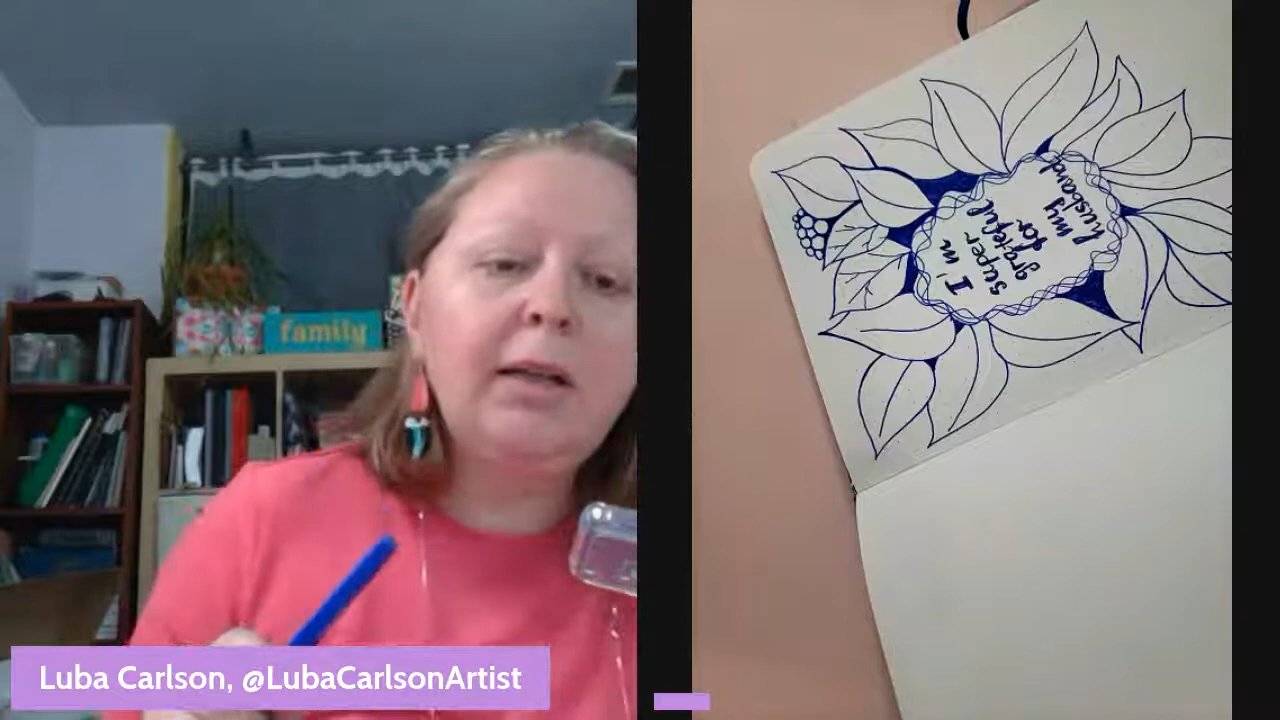 family
Luba Carlson, @LubaCarlsonArtist
I'm
super
grateful
for
my
husband